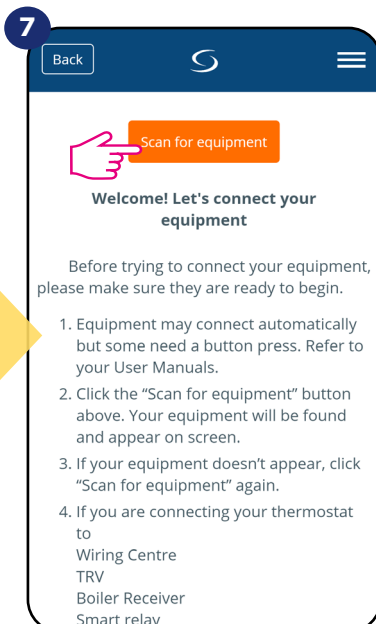 7
Back
Scan for equipment
Welcome! Let's connect your
equipment
Before trying to connect your equipment,
please make sure they are ready to begin.
1. Equipment may connect automatically
but some need a button press. Refer to
your User Manuals.
2. Click the “Scan for equipment” button
above. Your equipment will be found
and appear on screen.
3. If your equipment doesn’t appear, click
“Scan for equipment” again.
4. If you are connecting your thermostat
to
Wiring Centre
TRV
Boiler Receiver
Smart relay